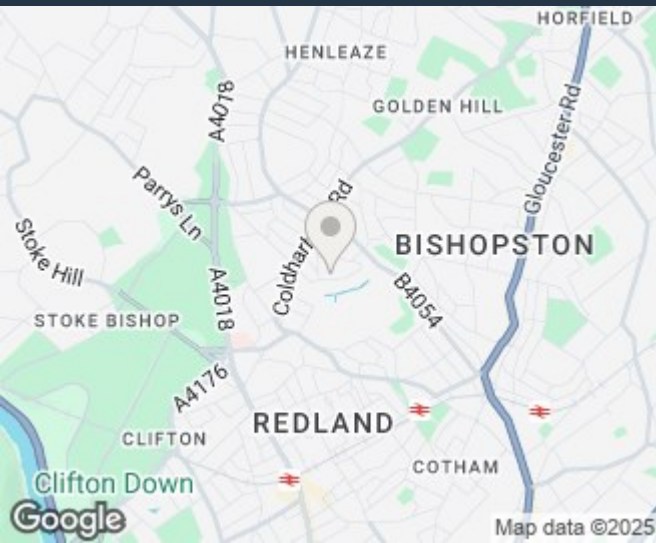 HORFIELD
HENLEAZE
A4018
GOLDEN HILL
Gloucester Rd
Parrys Ln
Rd
Coldhar
Stoke Hill
BISHOPSTON
A4018
B4054
STOKE BISHOP
A4176
REDLAND
CLIFTON
COTHAM
Clifton Down
Google
Map data ©2025